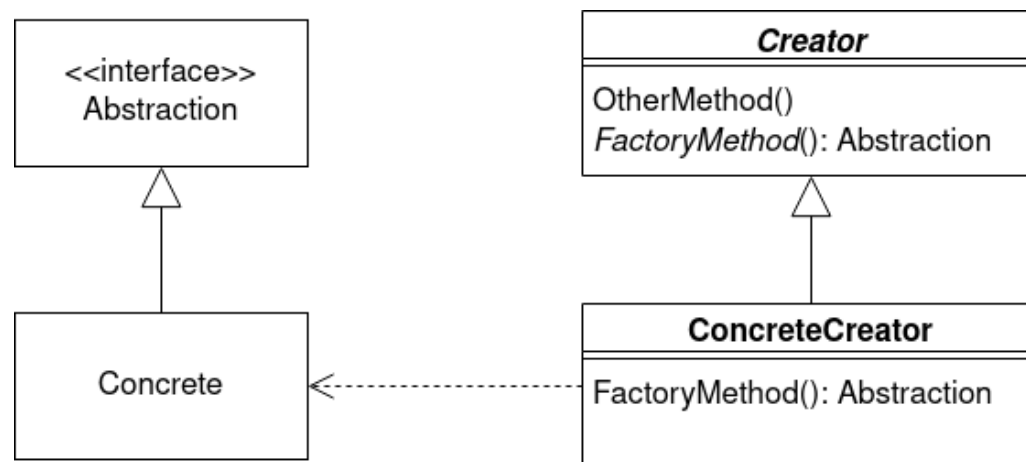 <<interface>>
Abstraction
Creator
OtherMethod()
FactoryMethod(): Abstraction
Concrete
ConcreteCreator
FactoryMethod(): Abstraction